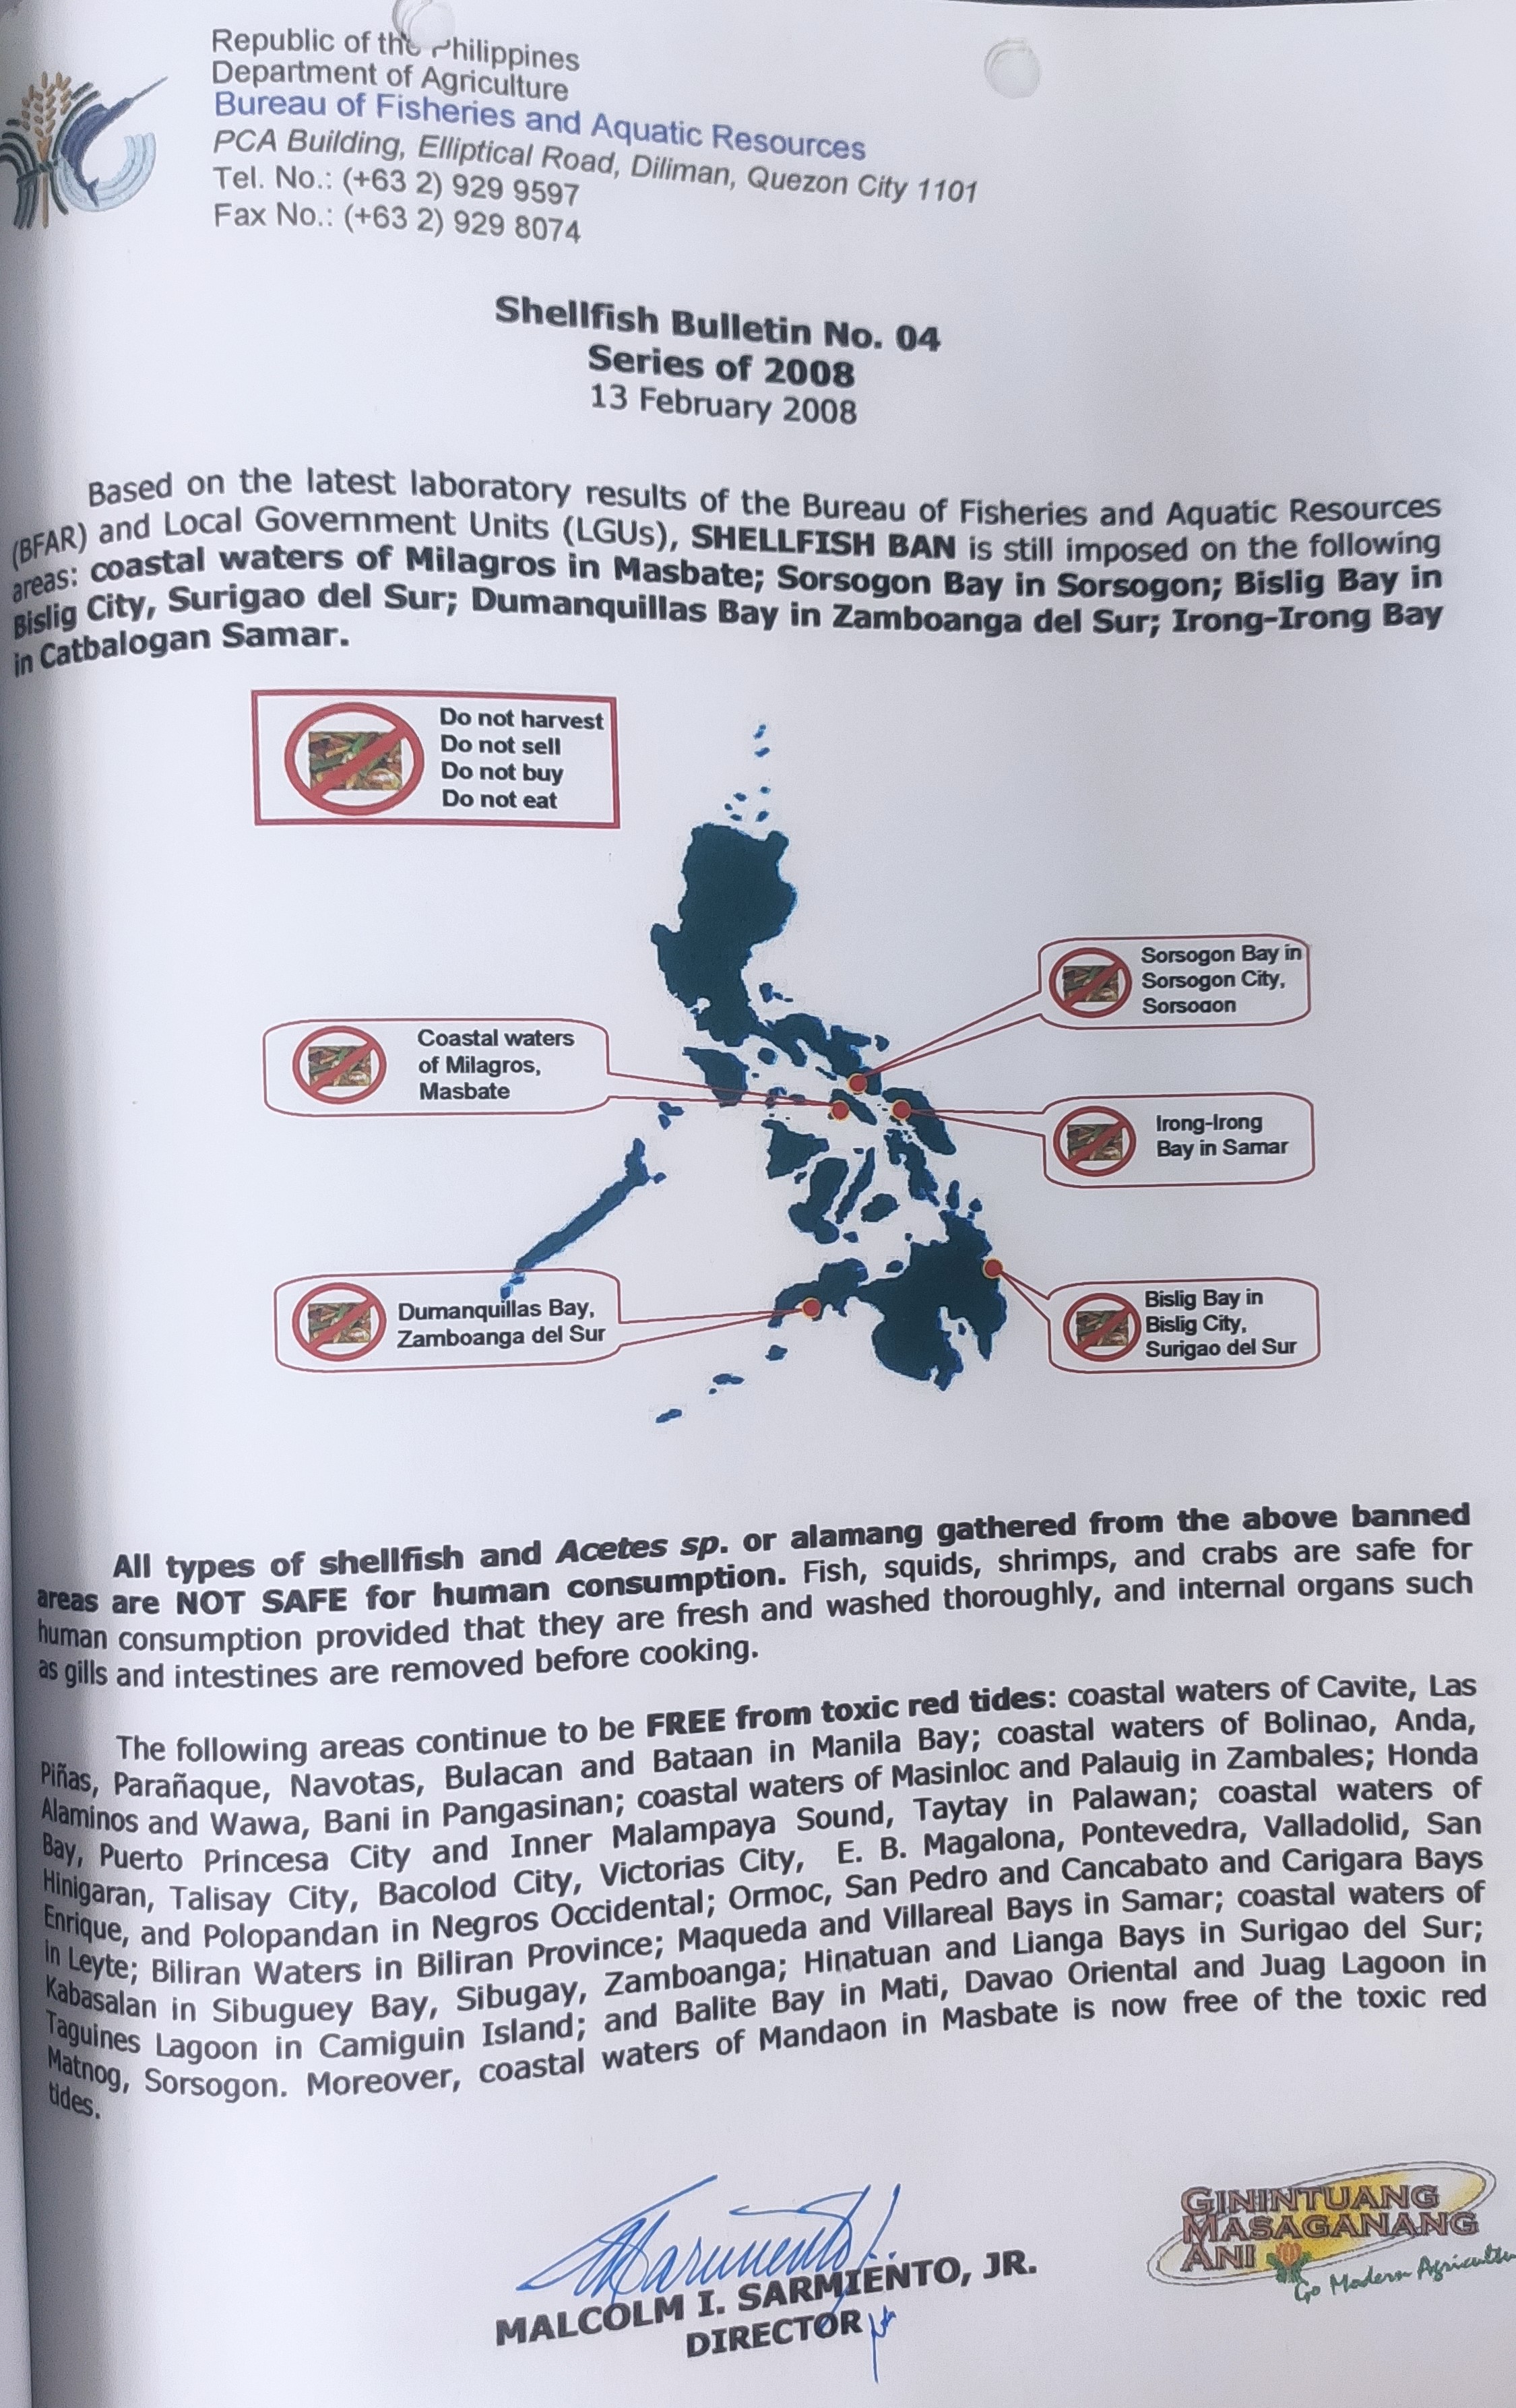 Republic of the Philippines
Department of Agriculture
Bureau of Fisheries and Aquatic Resources
PCA Building, Elliptical Road, Diliman, Quezon City 1101
Tel. No.: (+63 2) 929 9597
Fax No.: (+63 2) 929 8074
Shellfish Bulletin No. 04
Series of 2008
13 February 2008
Based on the latest laboratory results of the Bureau of Fisheries and Aquatic Resources
(BFAR) and Local Government Units (LGUs), SHELLFISH BAN is still imposed on the following
areas: coastal waters of Milagros in Masbate; Sorsogon Bay in Sorsogon; Bislig Bay in
Bislig City, Surigao del Sur; Dumanquillas Bay in Zamboanga del Sur; Irong-Irong Bay
in Catbalogan Samar.
Do not harvest
Do not sell
Do not buy
Do not eat
Sorsogon Bay in
Sorsogon City,
Sorsogon
Coastal waters
of Milagros,
Masbate
Irong-Irong
Bay in Samar
Dumanquillas Bay,
Zamboanga del Sur
Bislig Bay in
Bislig City,
Surigao del Sur
All types of shellfish and Acetes sp. or alamang gathered from the above banned
areas are NOT SAFE for human consumption. Fish, squids, shrimps, and crabs are safe for
human consumption provided that they are fresh and washed thoroughly, and internal organs such
as gills and intestines are removed before cooking.
The following areas continue to be FREE from toxic red tides: coastal waters of Cavite, Las
Piñas, Parañaque, Navotas, Bulacan and Bataan in Manila Bay; coastal waters of Bolinao, Anda,
Alaminos and Wawa, Bani in Pangasinan; coastal waters of Masinloc and Palauig in Zambales; Honda
Bay, Puerto Princesa City and Inner Malampaya Sound, Taytay in Palawan; coastal waters of
Hinigaran, Talisay City, Bacolod City, Victorias City, E. B. Magalona, Pontevedra, Valladolid, San
Enrique, and Polopandan in Negros Occidental; Ormoc, San Pedro and Cancabato and Carigara Bays
in Leyte; Biliran Waters in Biliran Province; Maqueda and Villareal Bays in Samar; coastal waters of
Kabasalan in Sibuguey Bay, Sibugay, Zamboanga; Hinatuan and Lianga Bays in Surigao del Sur;
Taguines Lagoon in Camiguin Island; and Balite Bay in Mati, Davao Oriental and Juag Lagoon in
Matnog, Sorsogon. Moreover, coastal waters of Mandaon in Masbate is now free of the toxic red
tides.
MALCOLM I. SARMIENTO, JR.
DIRECTOR
GININTUANG
MASAGANANG
ANI
Go Modern